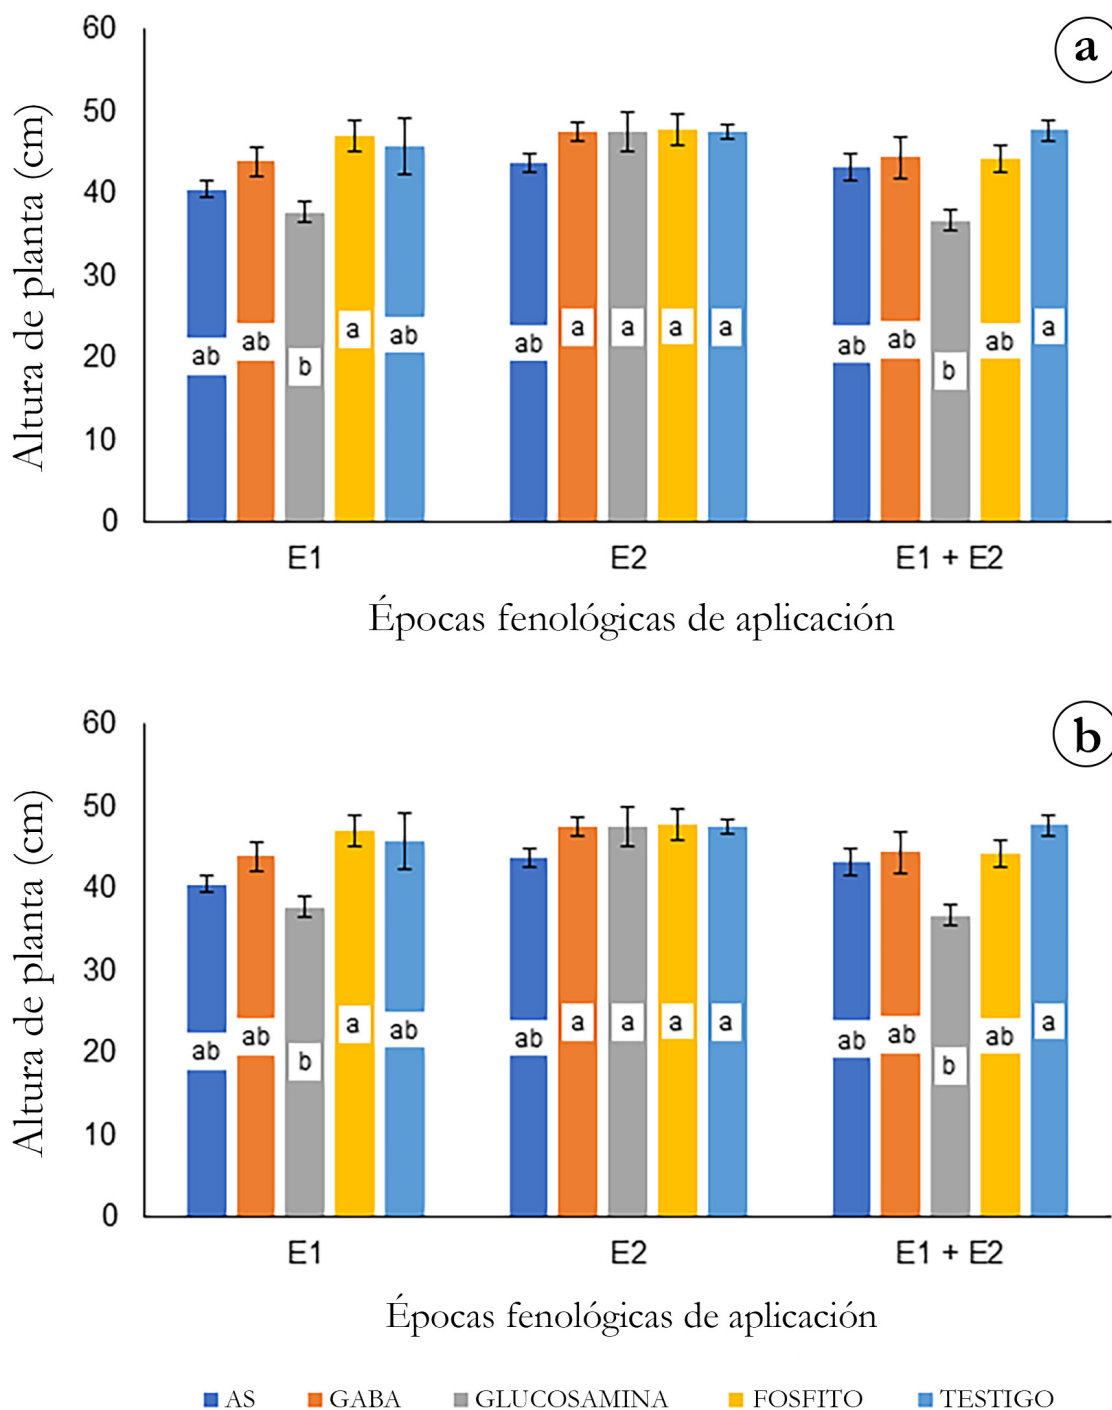 a
Altura de planta (cm)
60
50
40
30
20
10
0
ab ab b a ab
ab a a a a
ab ab b ab a
E1 E2 E1 + E2
Épocas fenológicas de aplicación
b
Altura de planta (cm)
60
50
40
30
20
10
0
ab ab b a ab
ab a a a a
ab ab b ab a
E1 E2 E1 + E2
Épocas fenológicas de aplicación
AS GABA GLUCOSAMINA FOSFITO TESTIGO